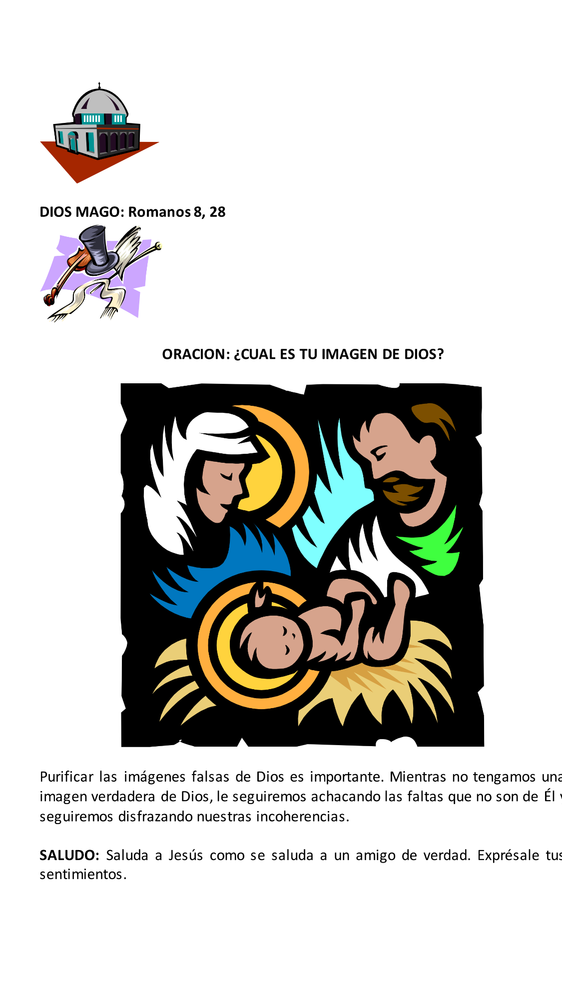 DIOS MAGO: Romanos 8, 28
ORACION: ¿CUAL ES TU IMAGEN DE DIOS?
Purificar las imágenes falsas de Dios es importante. Mientras no tengamos una
imagen verdadera de Dios, le seguiremos achacando las faltas que no son de Él
seguiremos disfrazando nuestras incoherencias.
SALUDO: Saluda a Jesús como se saluda a un amigo de verdad. Exprésale tus
sentimientos.